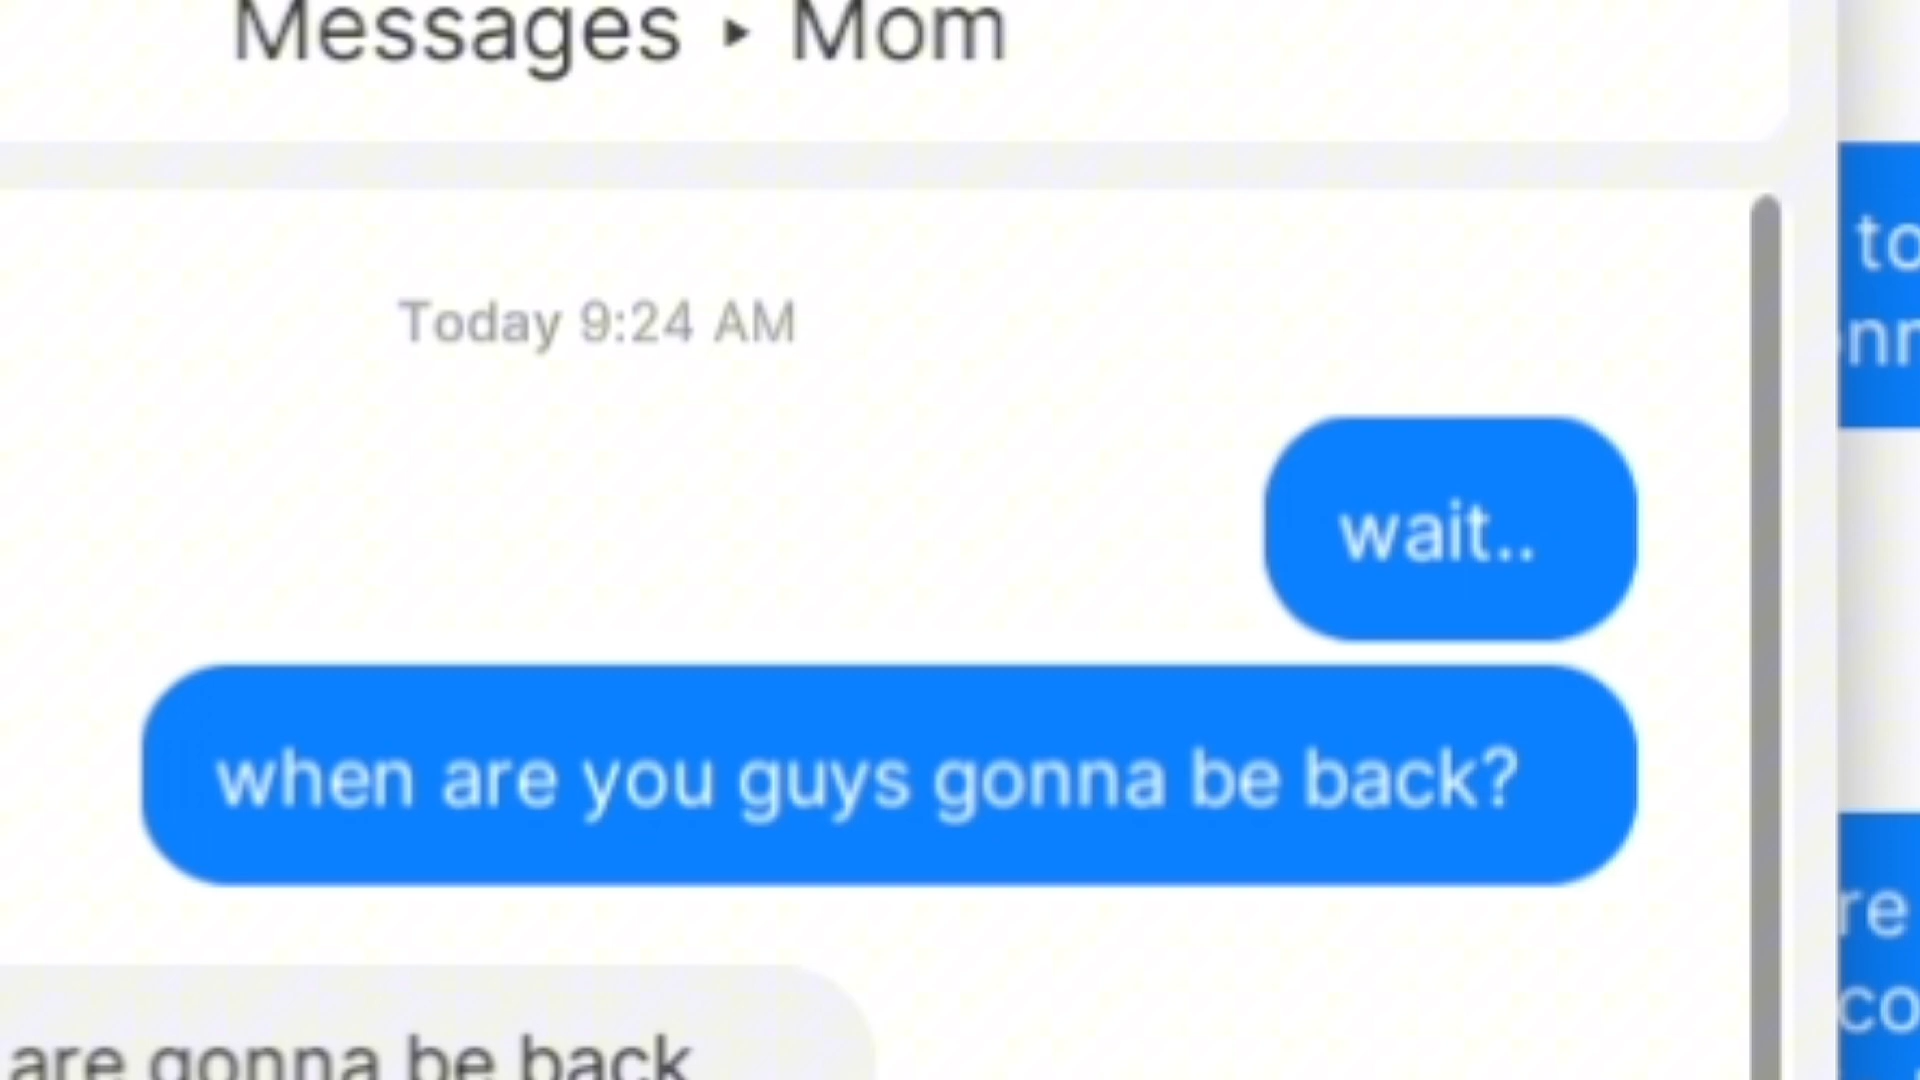 Messages ▸ Mom
Today 9:24 AM
wait..
when are you guys gonna be back?
are gonna be back
to
re
co